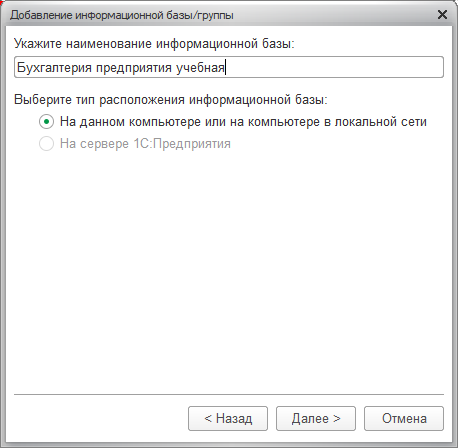 Добавление информационной базы/группы
Укажите наименование информационной базы:
Бухгалтерия предприятия учебная
Выберите тип расположения информационной базы:
На данном компьютере или на компьютере в локальной сети
На сервере 1С:Предприятия
< Назад Далее > Отмена